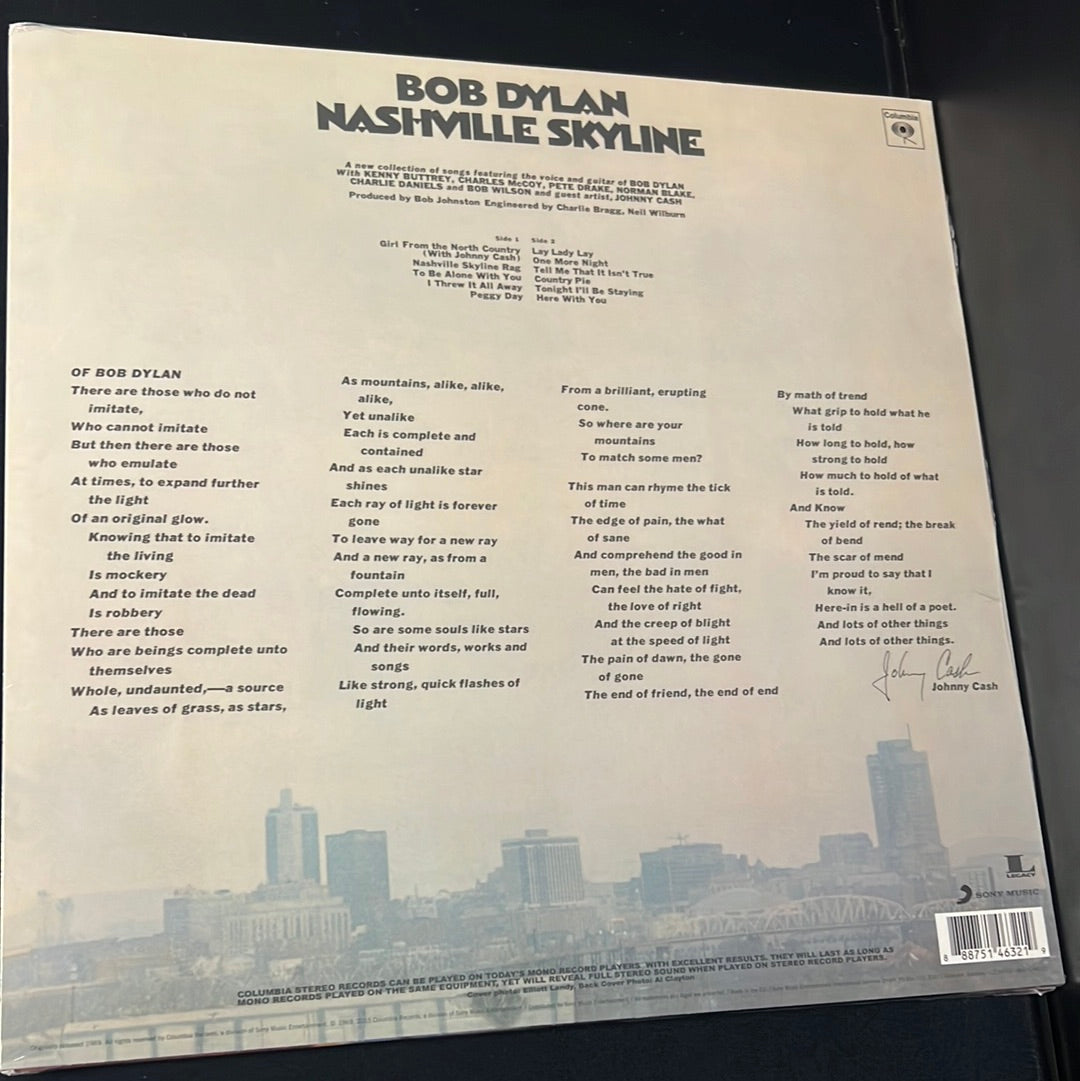 BOB DYLAN
NASHVILLE SKYLINE
Columbia
A new collection of songs featuring the voice and guitar of BOB DYLAN
With KENNY BUTTREY, CHARLES McCOY, PETE DRAKE, NORMAN BLAKE,
CHARLIE DANIELS and BOB WILSON and guest artist, JOHNNY CASH
Produced by Bob Johnston Engineered by Charlie Bragg, Neil Wilburn
Side 1
Girl From the North Country
(With Johnny Cash)
Nashville Skyline Rag
To Be Alone With You
I Threw It All Away
Peggy Day
Side 2
Lay Lady Lay
One More Night
Tell Me That It Isn't True
Country Pie
Tonight I'll Be Staying
Here With You
OF BOB DYLAN
There are those who do not
imitate,
Who cannot imitate
But then there are those
who emulate
At times, to expand further
the light
Of an original glow.
Knowing that to imitate
the living
Is mockery
And to imitate the dead
Is robbery
There are those
Who are beings complete unto
themselves
Whole, undaunted,—a source
As leaves of grass, as stars,
As mountains, alike, alike,
alike,
Yet unalike
Each is complete and
contained
And as each unalike star
shines
Each ray of light is forever
gone
To leave way for a new ray
And a new ray, as from a
fountain
Complete unto itself, full,
flowing.
So are some souls like stars
And their words, works and
songs
Like strong, quick flashes of
light
From a brilliant, erupting
cone.
So where are your
mountains
To match some men?
This man can rhyme the tick
of time
The edge of pain, the what
of sane
And comprehend the good in
men, the bad in men
Can feel the hate of fight,
the love of right
And the creep of blight
at the speed of light
The pain of dawn, the gone
of gone
The end of friend, the end of end
By math of trend
What grip to hold what he
is told
How long to hold, how
strong to hold
How much to hold of what
is told.
And Know
The yield of rend; the break
of bend
The scar of mend
I'm proud to say that I
know it,
Here-in is a hell of a poet.
And lots of other things
And lots of other things.
Johnny Cash
Johnny Cash
L
LEGACY
SONY MUSIC
8 88751 46321 9
COLUMBIA STEREO RECORDS CAN BE PLAYED ON TODAY'S MONO RECORD PLAYERS WITH EXCELLENT RESULTS. THEY WILL LAST AS LONG AS
MONO RECORDS PLAYED ON THE SAME EQUIPMENT, YET WILL REVEAL FULL STEREO SOUND WHEN PLAYED ON STEREO RECORD PLAYERS.
Cover photo: Elliott Landy, Back Cover Photo: Al Clayton